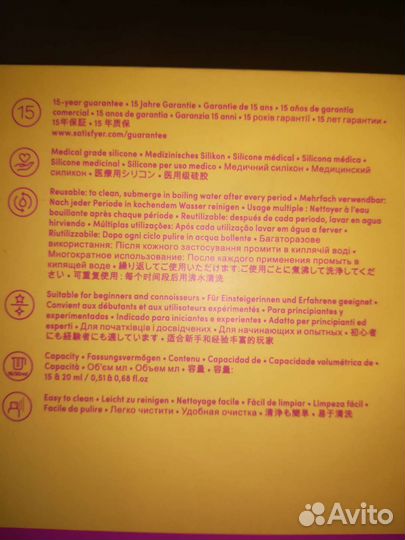 15
15-year guarantee • 15 Jahre Garantie • Garantie de 15 ans • 15 años de garantía
comercial • 15 anos de garantia • Garanzia 15 anni • 15 років гарантії • 15 лет гарантии •
15年保証 • 15 年 质保
www.satisfyer.com/guarantee
Medical grade silicone • Medizinisches Silikon • Silicone médical • Silicona médica •
Silicone medicinal • Silicone per uso medico • Медичний силікон • Медицинский
силикон • 医療用シリコン • 医用级硅胶
Reusable: to clean, submerge in boiling water after every period • Mehrfach verwendbar:
Nach jeder Periode in kochendem Wasser reinigen • Usage multiple : Nettoyer à l'eau
bouillante après chaque période • Reutilizable: después de cada periodo, lavar en agua
hirviendo • Múltiplas utilizações: Após cada utilização lavar em água a ferver •
Riutilizzabile: Dopo ogni ciclo pulire in acqua bollente • Багаторазове
використання: Після кожного застосування промити в киплячій воді •
Многократное использование: После каждого применения промыть в
кипящей воде • 繰り返してご使用いただけます:ご使用ごとに煮沸して洗浄してくだ
さい • 可重复使用: 每个时间段后用沸水清洗
Suitable for beginners and connoisseurs • Für Einsteigerinnen und Erfahrene geeignet •
Convient aux débutants et aux utilisateurs expérimentés • Para principiantes y
experimentados • Indicado para iniciantes e experientes • Adatto per principianti ed
esperti • Для початківців і досвідчених • Для начинающих и опытных • 初心者
にも経験者にも適しています • 适合新手和经验丰富的玩家
Capacity • Fassungsvermögen • Contenu • Capacidad de • Capacidade volumétrica de •
Capacità • Об'єм мл • Объем мл • 容量 • 容量:
15 & 20 ml / 0,51 & 0,68 fl.oz
Easy to clean • Leicht zu reinigen • Nettoyage facile • Fácil de limpiar • Limpeza fácil •
Facile da pulire • Легко чистити • Удобная очистка • 清浄も簡単 • 易于清洗
Avito